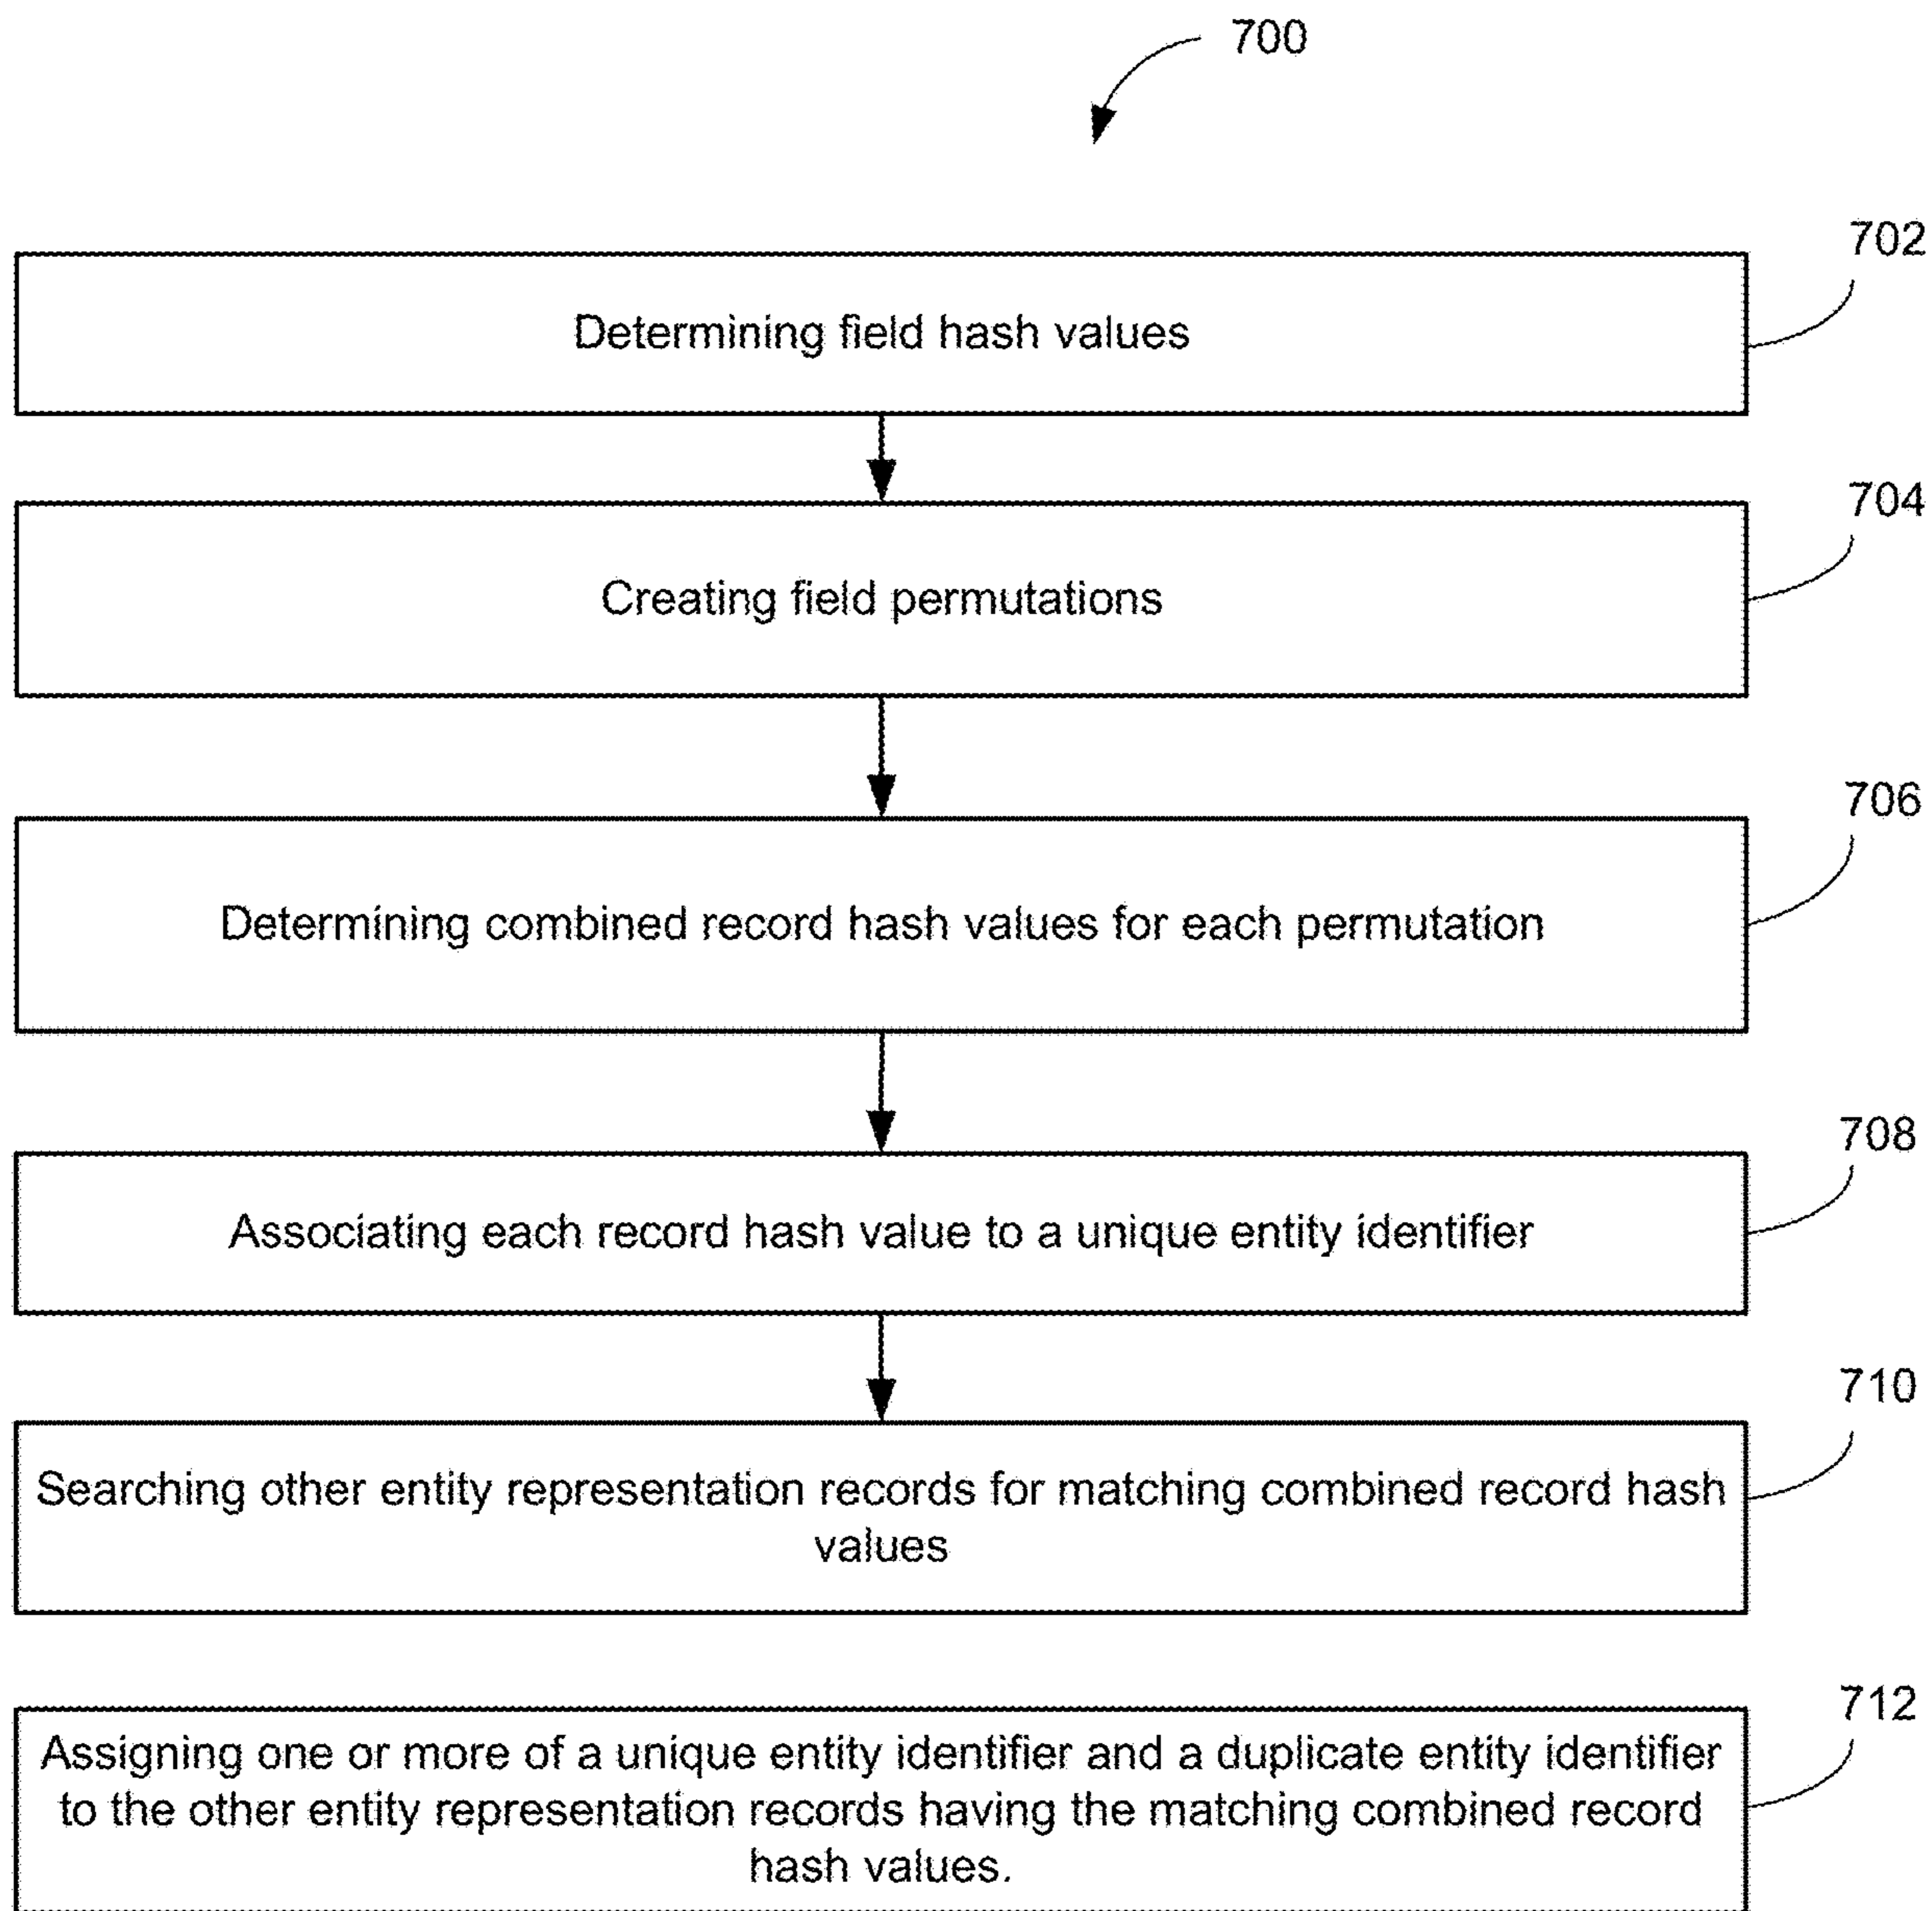 700
702
Determining field hash values
704
Creating field permutations
706
Determining combined record hash values for each permutation
708
Associating each record hash value to a unique entity identifier
710
Searching other entity representation records for matching combined record hash
values
712
Assigning one or more of a unique entity identifier and a duplicate entity identifier
to the other entity representation records having the matching combined record
hash values.